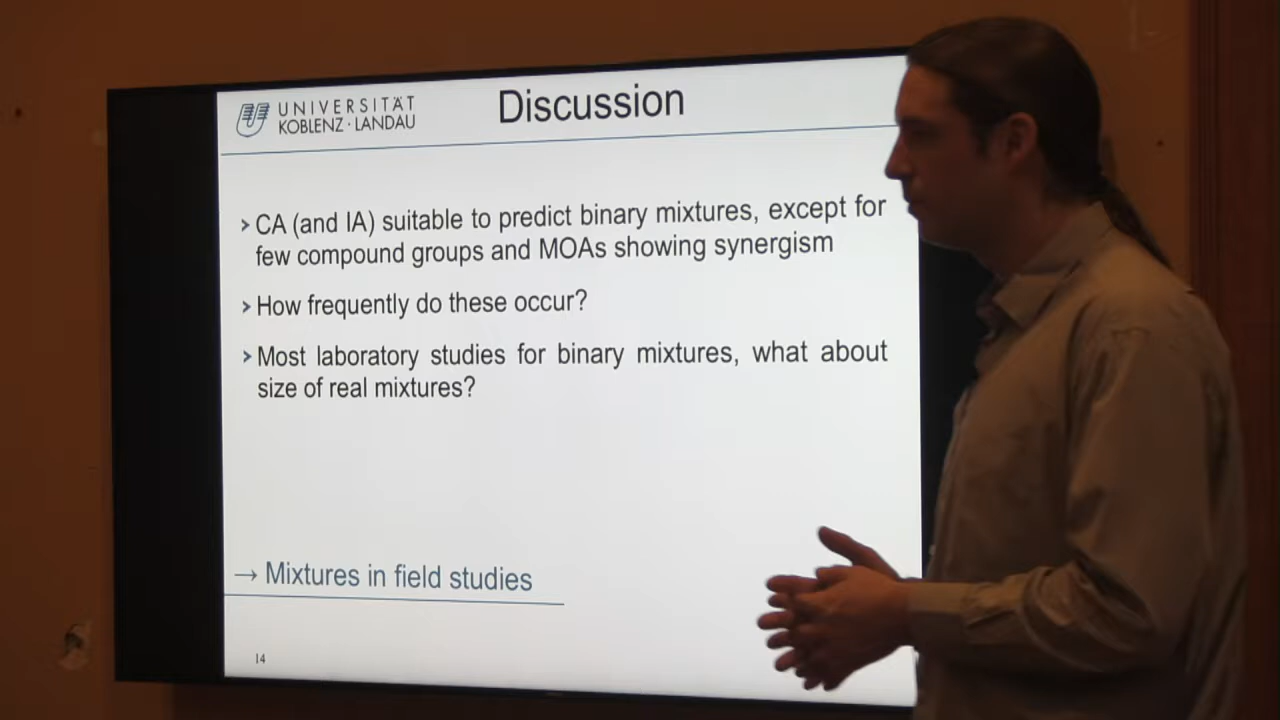 UNIVERSITÄT
KOBLENZ · LANDAU
Discussion
> CA (and IA) suitable to predict binary mixtures, except for
few compound groups and MOAs showing synergism
> How frequently do these occur?
> Most laboratory studies for binary mixtures, what about
size of real mixtures?
→ Mixtures in field studies
14